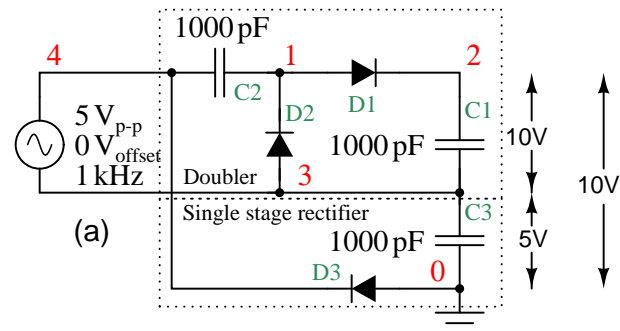 1000 pF
4
1
2
C2
D1
C1
D2
5 Vp-p
0 Voffset
1 kHz
1000 pF
10V
10V
3
Doubler
Single stage rectifier
(a)
C3
1000 pF
5V
D3
0